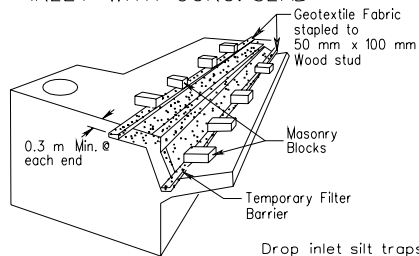 Geotextile Fabric
stapled to
50 mm x 100 mm
Wood stud
0.3 m Min. @
each end
Masonry
Blocks
Temporary Filter
Barrier
Drop inlet silt traps